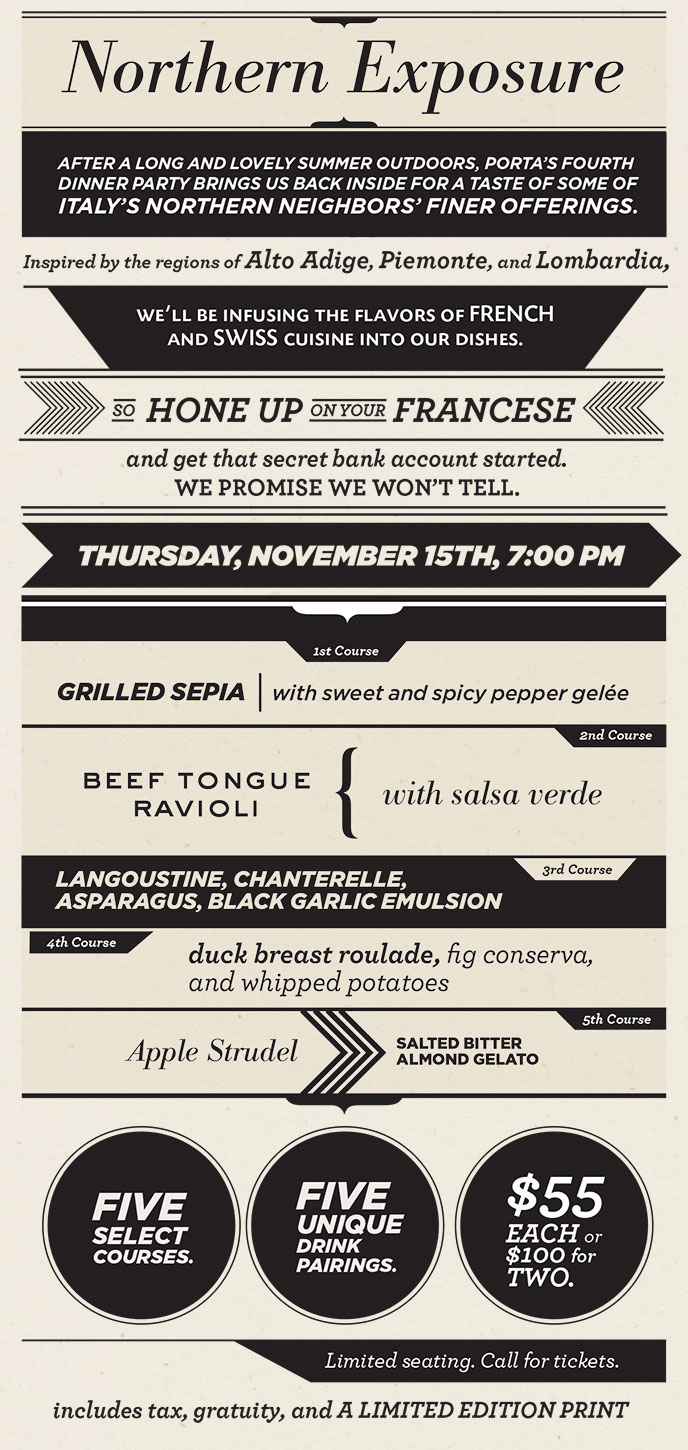 Northern Exposure
AFTER A LONG AND LOVELY SUMMER OUTDOORS, PORTA'S FOURTH
DINNER PARTY BRINGS US BACK INSIDE FOR A TASTE OF SOME OF
ITALY'S NORTHERN NEIGHBORS' FINER OFFERINGS.
Inspired by the regions of Alto Adige, Piemonte, and Lombardia,
WE'LL BE INFUSING THE FLAVORS OF FRENCH
AND SWISS CUISINE INTO OUR DISHES.
SO HONE UP ON YOUR FRANCESE
and get that secret bank account started.
WE PROMISE WE WON'T TELL.
THURSDAY, NOVEMBER 15TH, 7:00 PM
1st Course
GRILLED SEPIA | with sweet and spicy pepper gelée
2nd Course
BEEF TONGUE
RAVIOLI { with salsa verde
3rd Course
LANGOUSTINE, CHANTERELLE,
ASPARAGUS, BLACK GARLIC EMULSION
4th Course
duck breast roulade, fig conserva,
and whipped potatoes
5th Course
Apple Strudel
SALTED BITTER
ALMOND GELATO
FIVE
SELECT
COURSES.
FIVE
UNIQUE
DRINK
PAIRINGS.
$55
EACH or
$100 for
TWO.
Limited seating. Call for tickets.
includes tax, gratuity, and A LIMITED EDITION PRINT